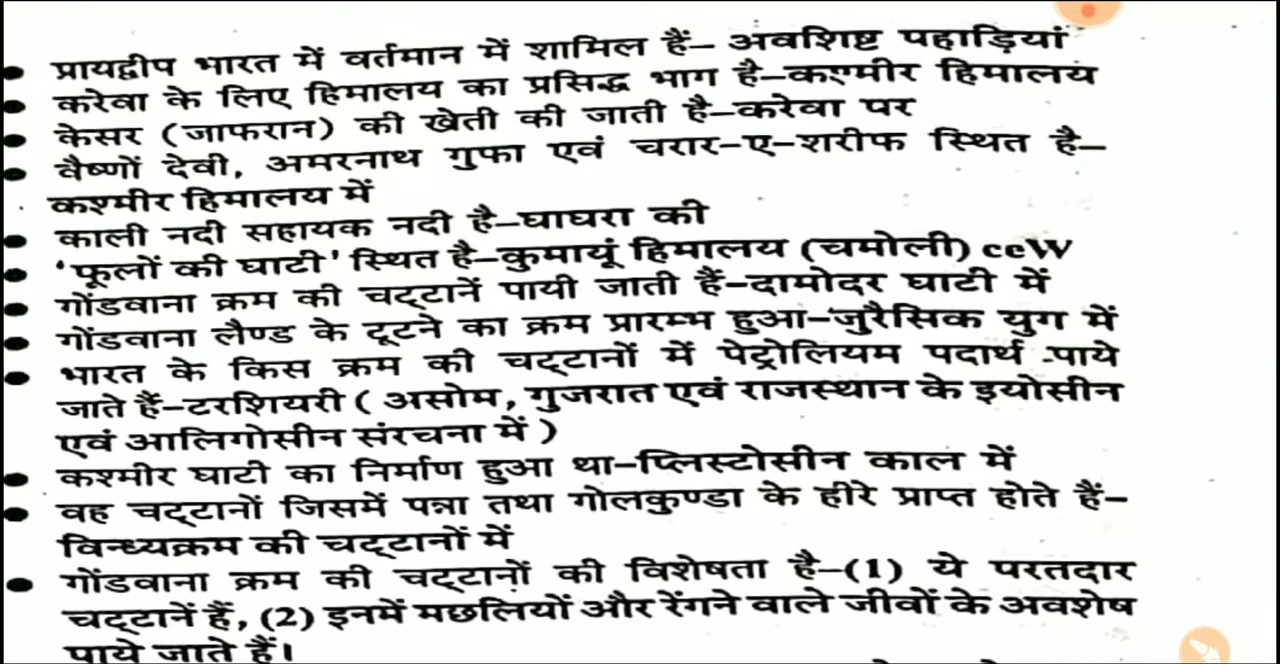 • प्रायद्वीप भारत में वर्तमान में शामिल हैं– अवशिष्ट पहाड़ियां
• करेवा के लिए हिमालय का प्रसिद्ध भाग है–कश्मीर हिमालय
• केसर (जाफरान) की खेती की जाती है–करेवा पर
• वैष्णों देवी, अमरनाथ गुफा एवं चरार-ए-शरीफ स्थित है–
कश्मीर हिमालय में
• काली नदी सहायक नदी है–घाघरा की
• 'फूलों की घाटी' स्थित है–कुमायूं हिमालय (चमोली) ceW
• गोंडवाना क्रम की चट्टानें पायी जाती हैं–दामोदर घाटी में
• गोंडवाना लैण्ड के टूटने का क्रम प्रारम्भ हुआ–जुरैसिक युग में
• भारत के किस क्रम की चट्टानों में पेट्रोलियम पदार्थ पाये
जाते हैं–टरशियरी ( असोम, गुजरात एवं राजस्थान के इयोसीन
एवं आलिगोसीन संरचना में )
• कश्मीर घाटी का निर्माण हुआ था–प्लिस्टोसीन काल में
• वह चट्टानों जिसमें पन्ना तथा गोलकुण्डा के हीरे प्राप्त होते हैं–
विन्ध्यक्रम की चट्टानों में
• गोंडवाना क्रम की चट्टानों की विशेषता है–(1) ये परतदार
चट्टानें हैं, (2) इनमें मछलियों और रेंगने वाले जीवों के अवशेष
पाये जाते हैं।